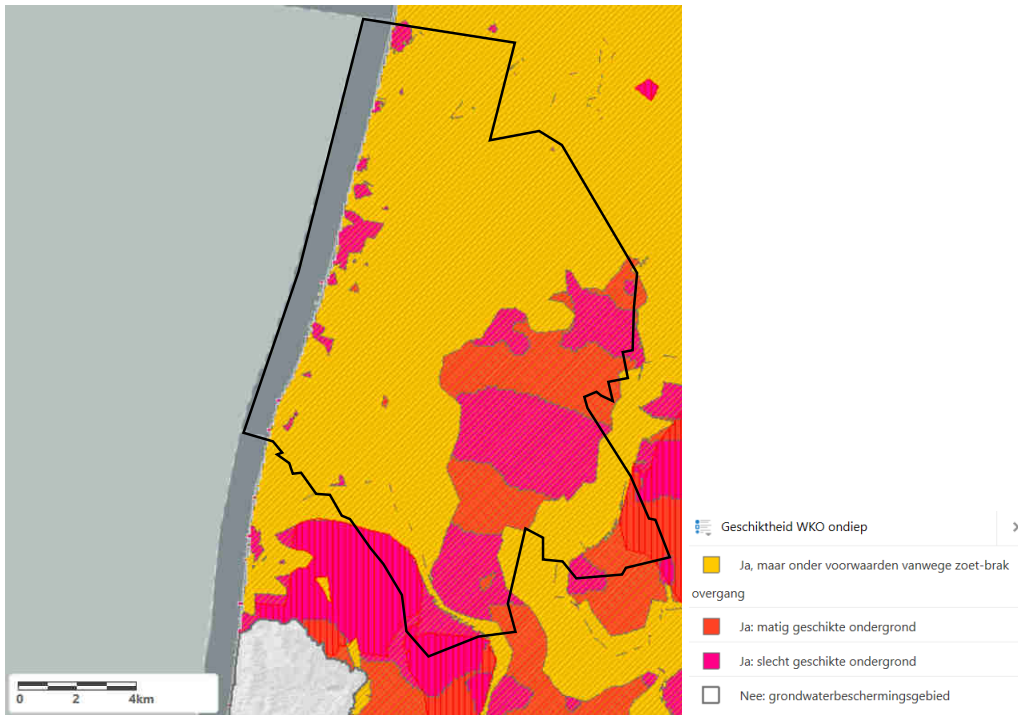 Geschiktheid WKO ondiep
Ja, maar onder voorwaarden vanwege zoet-brak
overgang
Ja: matig geschikte ondergrond
Ja: slecht geschikte ondergrond
Nee: grondwaterbeschermingsgebied
0 2 4km